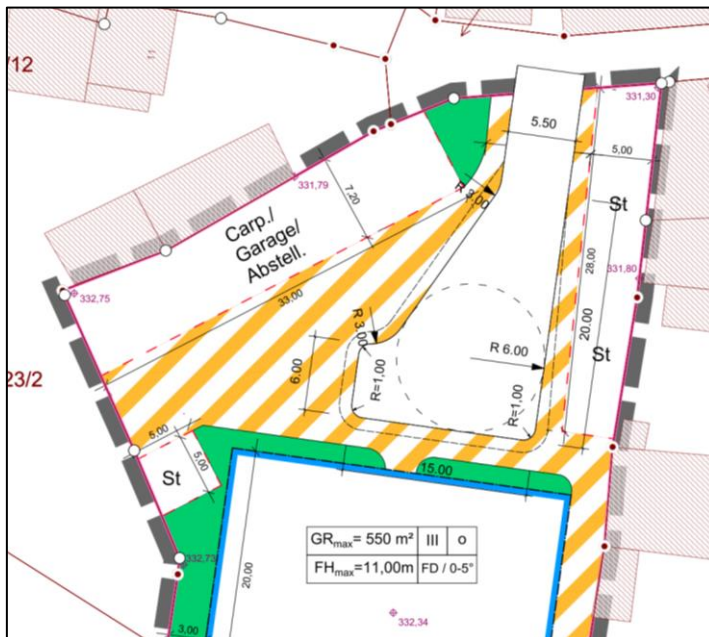 /12
11
331,30
5.50
5,00
331,79
7,20
R 3.00
St
Carp./
Garage/
Abstell.
28,00
331,80
332,75
33.00
20.00
R 3.00
23/2
6.00
R 6.00
St
R=1,00
R=1,00
5,00
5,00
St
15.00
GRmax= 550 m² III o
FHmax=11,00m FD / 0-5°
332,73
20,00
332,34
3,00